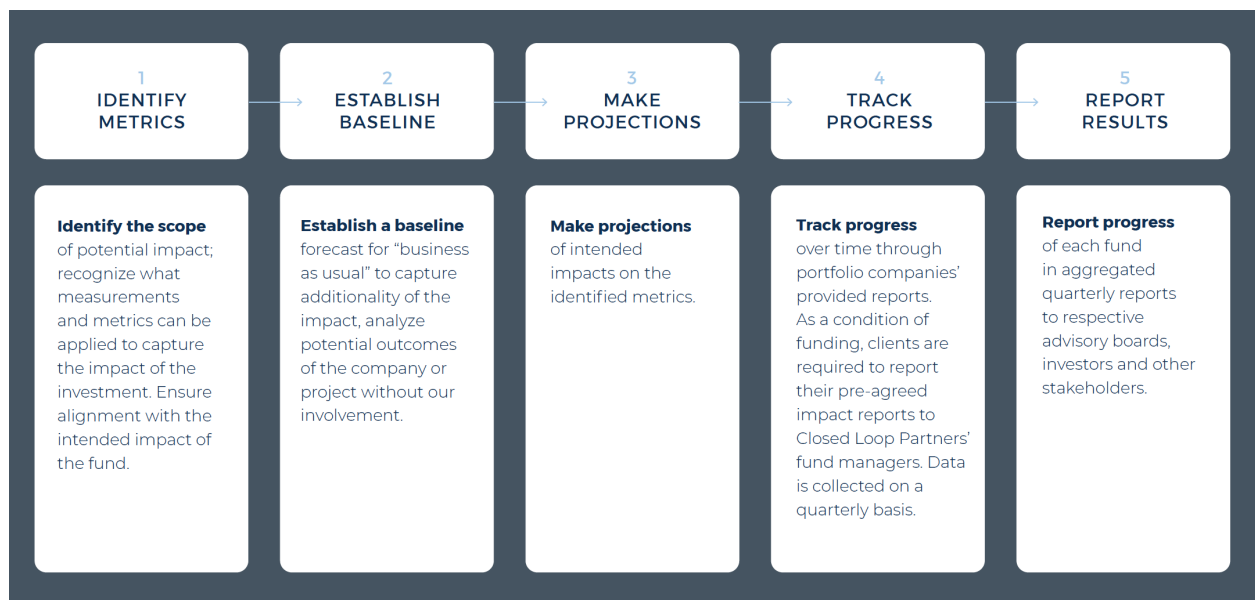 1
IDENTIFY
METRICS
2
ESTABLISH
BASELINE
3
MAKE
PROJECTIONS
4
TRACK
PROGRESS
5
REPORT
RESULTS
Identify the scope
of potential impact;
recognize what
measurements
and metrics can be
applied to capture
the impact of the
investment. Ensure
alignment with the
intended impact of
the fund.
Establish a baseline
forecast for “business
as usual” to capture
additionality of the
impact, analyze
potential outcomes
of the company or
project without our
involvement.
Make projections
of intended
impacts on the
identified metrics.
Track progress
over time through
portfolio companies’
provided reports.
As a condition of
funding, clients are
required to report
their pre-agreed
impact reports to
Closed Loop Partners’
fund managers. Data
is collected on a
quarterly basis.
Report progress
of each fund
in aggregated
quarterly reports
to respective
advisory boards,
investors and other
stakeholders.